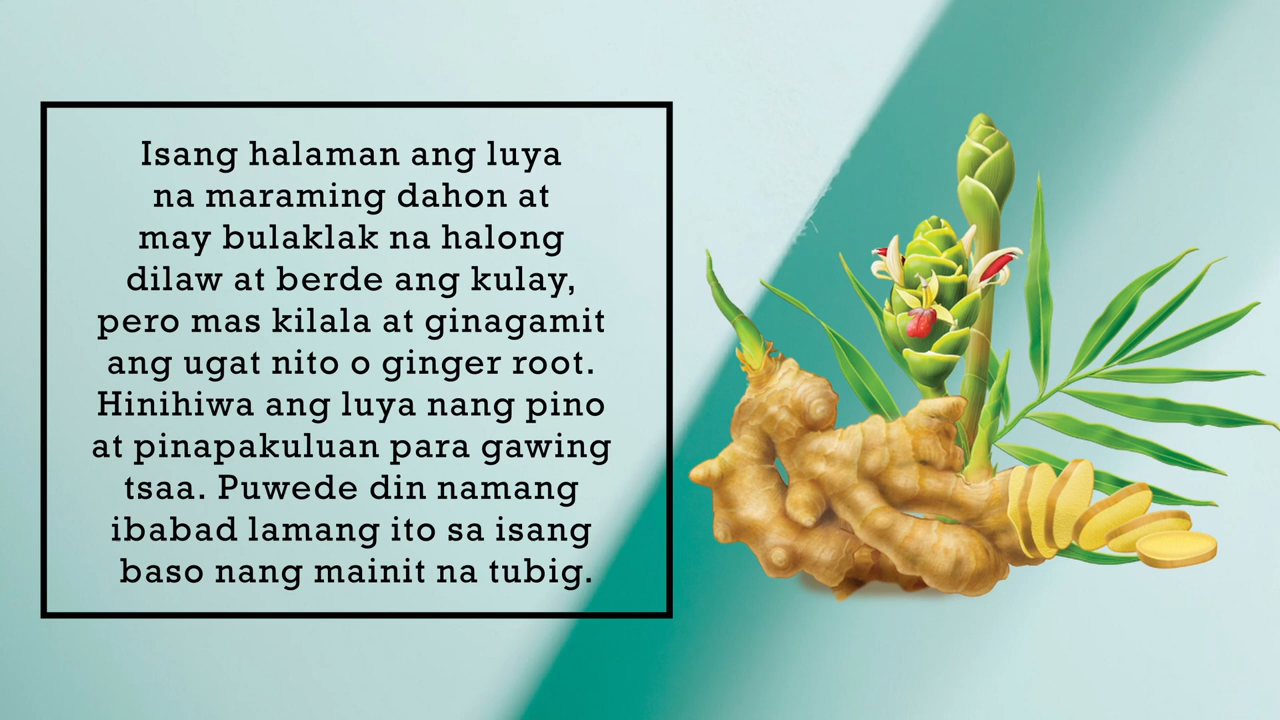 Isang halaman ang luya
na maraming dahon at
may bulaklak na halong
dilaw at berde ang kulay,
pero mas kilala at ginagamit
ang ugat nito o ginger root.
Hinihiwa ang luya nang pino
at pinapakuluan para gawing
tsaa. Puwede din namang
ibabad lamang ito sa isang
baso nang mainit na tubig.